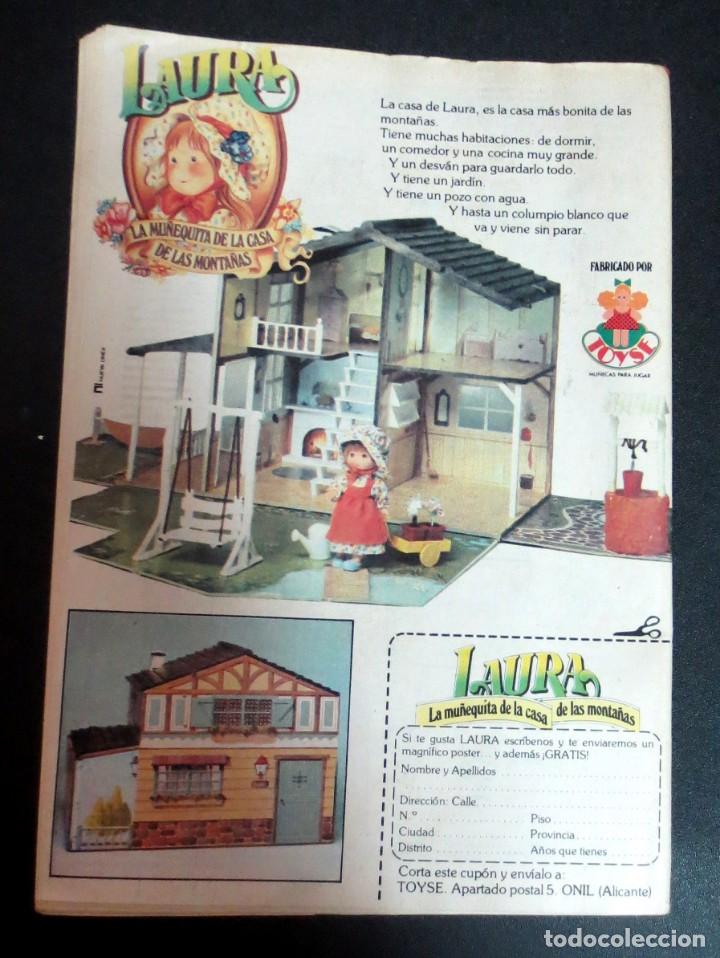 LAURA
LA MUÑEQUITA DE LA CASA
DE LAS MONTAÑAS
La casa de Laura, es la casa más bonita de las
montañas.
Tiene muchas habitaciones: de dormir,
un comedor y una cocina muy grande.
Y un desván para guardarlo todo.
Y tiene un jardín.
Y tiene un pozo con agua.
Y hasta un columpio blanco que
va y viene sin parar.
FABRICADO POR
TOYSE
MUÑECAS PARA JUGAR
LAURA
La muñequita de la casa de las montañas
Si te gusta LAURA escríbenos y te enviaremos un
magnífico poster... y además ¡GRATIS!
Nombre y Apellidos
Dirección: Calle
N.º Piso
Ciudad Provincia
Distrito Años que tienes
Corta este cupón y envíalo a:
TOYSE. Apartado postal 5. ONIL (Alicante)
todocoleccion.net